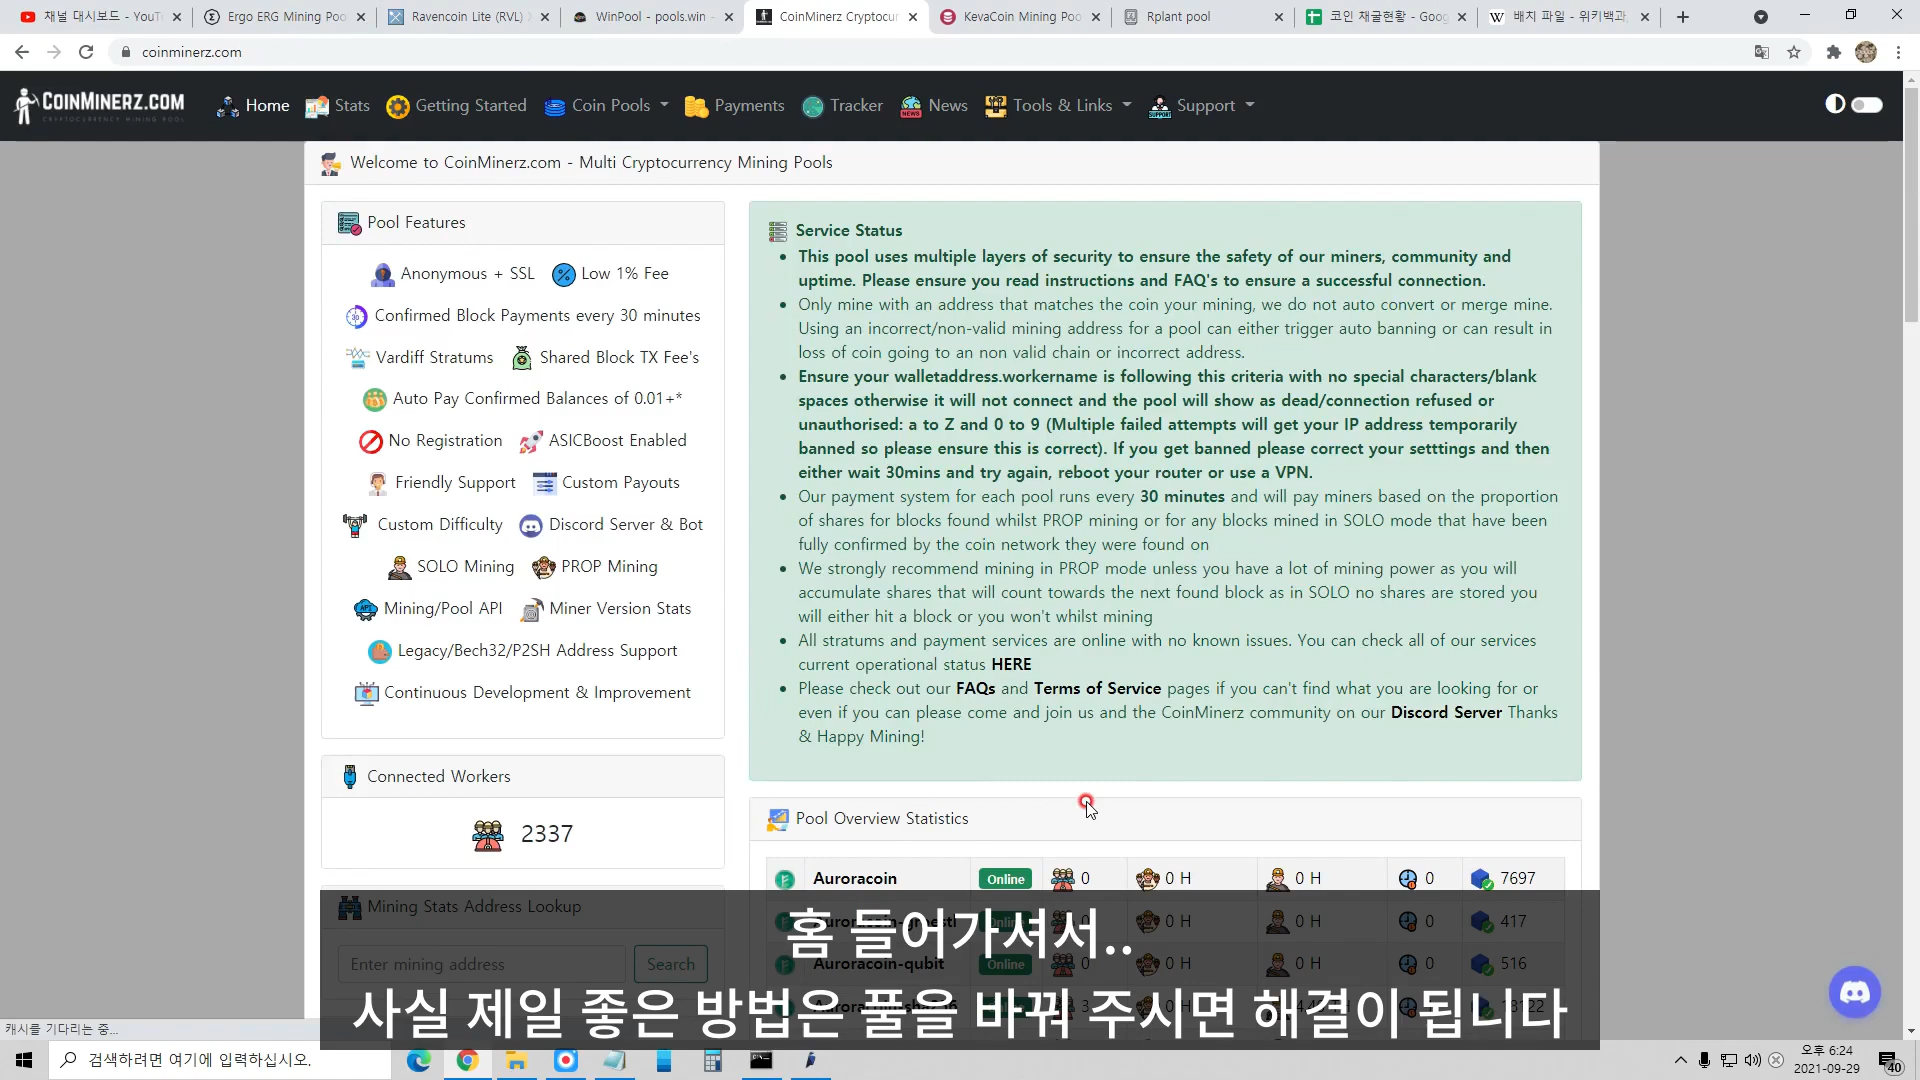 채널 대시보드 - YouT
Ergo ERG Mining Poo
Ravencoin Lite (RVL)
WinPool - pools.win -
CoinMinerz Cryptocur
KevaCoin Mining Poo
Rplant pool
코인 채굴현황 - Goog
배치 파일 - 위키백과,
coinminerz.com
COINMINERZ.COM
CRYPTOCURRENCY MINING POOL
Home
Stats
Getting Started
Coin Pools
Payments
Tracker
News
Tools & Links
Support
Welcome to CoinMinerz.com - Multi Cryptocurrency Mining Pools
Pool Features
Anonymous + SSL
Low 1% Fee
Confirmed Block Payments every 30 minutes
Vardiff Stratums
Shared Block TX Fee's
Auto Pay Confirmed Balances of 0.01+*
No Registration
ASICBoost Enabled
Friendly Support
Custom Payouts
Custom Difficulty
Discord Server & Bot
SOLO Mining
PROP Mining
Mining/Pool API
Miner Version Stats
Legacy/Bech32/P2SH Address Support
Continuous Development & Improvement
Connected Workers
2337
Mining Stats Address Lookup
Enter mining address
Search
Service Status
This pool uses multiple layers of security to ensure the safety of our miners, community and
uptime. Please ensure you read instructions and FAQ's to ensure a successful connection.
Only mine with an address that matches the coin your mining, we do not auto convert or merge mine.
Using an incorrect/non-valid mining address for a pool can either trigger auto banning or can result in
loss of coin going to an non valid chain or incorrect address.
Ensure your walletaddress.workername is following this criteria with no special characters/blank
spaces otherwise it will not connect and the pool will show as dead/connection refused or
unauthorised: a to Z and 0 to 9 (Multiple failed attempts will get your IP address temporarily
banned so please ensure this is correct). If you get banned please correct your setttings and then
either wait 30mins and try again, reboot your router or use a VPN.
Our payment system for each pool runs every 30 minutes and will pay miners based on the proportion
of shares for blocks found whilst PROP mining or for any blocks mined in SOLO mode that have been
fully confirmed by the coin network they were found on
We strongly recommend mining in PROP mode unless you have a lot of mining power as you will
accumulate shares that will count towards the next found block as in SOLO no shares are stored you
will either hit a block or you won't whilst mining
All stratums and payment services are online with no known issues. You can check all of our services
current operational status HERE
Please check out our FAQs and Terms of Service pages if you can't find what you are looking for or
even if you can please come and join us and the CoinMinerz community on our Discord Server Thanks
& Happy Mining!
Pool Overview Statistics
Auroracoin Online 0 0 H 0 H 0 7697
0 H 0 H 0 417
Auroracoin-qubit Online 0 0 H 0 H 0 516
홈 들어가셔서..
사실 제일 좋은 방법은 풀을 바꿔 주시면 해결이 됩니다
캐시를 기다리는 중...
검색하려면 여기에 입력하십시오.
오후 6:24
2021-09-29
40